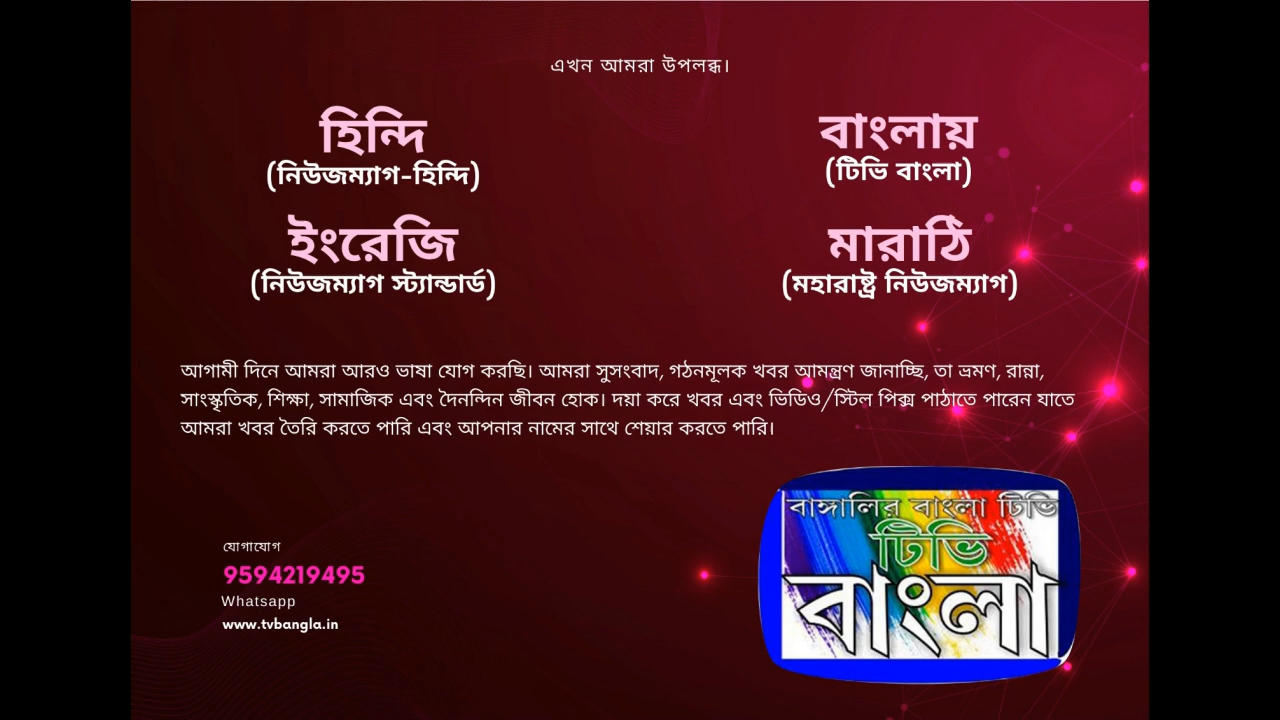 এখন আমরা উপলব্ধ।
হিন্দি
(নিউজম্যাগ-হিন্দি)
বাংলায়
(টিভি বাংলা)
ইংরেজি
(নিউজম্যাগ স্ট্যান্ডার্ড)
মারাঠি
(মহারাষ্ট্র নিউজম্যাগ)
আগামী দিনে আমরা আরও ভাষা যোগ করছি। আমরা সুসংবাদ, গঠনমূলক খবর আমন্ত্রণ জানাচ্ছি, তা ভ্রমণ, রান্না,
সাংস্কৃতিক, শিক্ষা, সামাজিক এবং দৈনন্দিন জীবন হোক। দয়া করে খবর এবং ভিডিও/স্টিল পিক্স পাঠাতে পারেন যাতে
আমরা খবর তৈরি করতে পারি এবং আপনার নামের সাথে শেয়ার করতে পারি।
যোগাযোগ
9594219495
Whatsapp
www.tvbangla.in
বাঙ্গালির বাংলা টিভি
টিভি
বাংলা